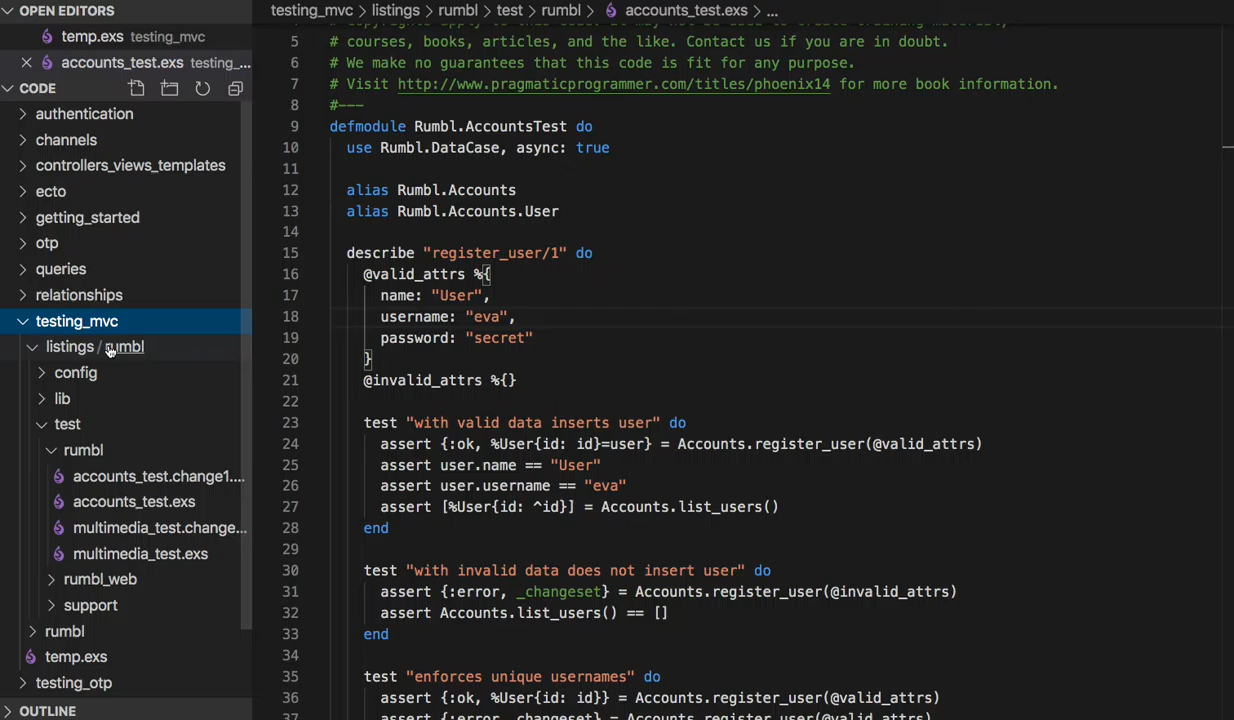 OPEN EDITORS
temp.exs testing_mvc
accounts_test.exs testing_...
CODE
authentication
channels
controllers_views_templates
ecto
getting_started
otp
queries
relationships
testing_mvc
listings / rumbl
config
lib
test
rumbl
accounts_test.change1....
accounts_test.exs
multimedia_test.change...
multimedia_test.exs
rumbl_web
support
rumbl
temp.exs
testing_otp
OUTLINE
testing_mvc > listings > rumbl > test > rumbl > accounts_test.exs > ...
5 # courses, books, articles, and the like. Contact us if you are in doubt.
6 # We make no guarantees that this code is fit for any purpose.
7 # Visit http://www.pragmaticprogrammer.com/titles/phoenix14 for more book information.
8 #---
9 defmodule Rumbl.AccountsTest do
10 use Rumbl.DataCase, async: true
11
12 alias Rumbl.Accounts
13 alias Rumbl.Accounts.User
14
15 describe "register_user/1" do
16 @valid_attrs %{
17 name: "User",
18 username: "eva",
19 password: "secret"
20 }
21 @invalid_attrs %{}
22
23 test "with valid data inserts user" do
24 assert {:ok, %User{id: id}=user} = Accounts.register_user(@valid_attrs)
25 assert user.name == "User"
26 assert user.username == "eva"
27 assert [%User{id: ^id}] = Accounts.list_users()
28 end
29
30 test "with invalid data does not insert user" do
31 assert {:error, _changeset} = Accounts.register_user(@invalid_attrs)
32 assert Accounts.list_users() == []
33 end
34
35 test "enforces unique usernames" do
36 assert {:ok, %User{id: id}} = Accounts.register_user(@valid_attrs)
37 assert {:error, changeset} = Accounts.register_user(@valid_attrs)